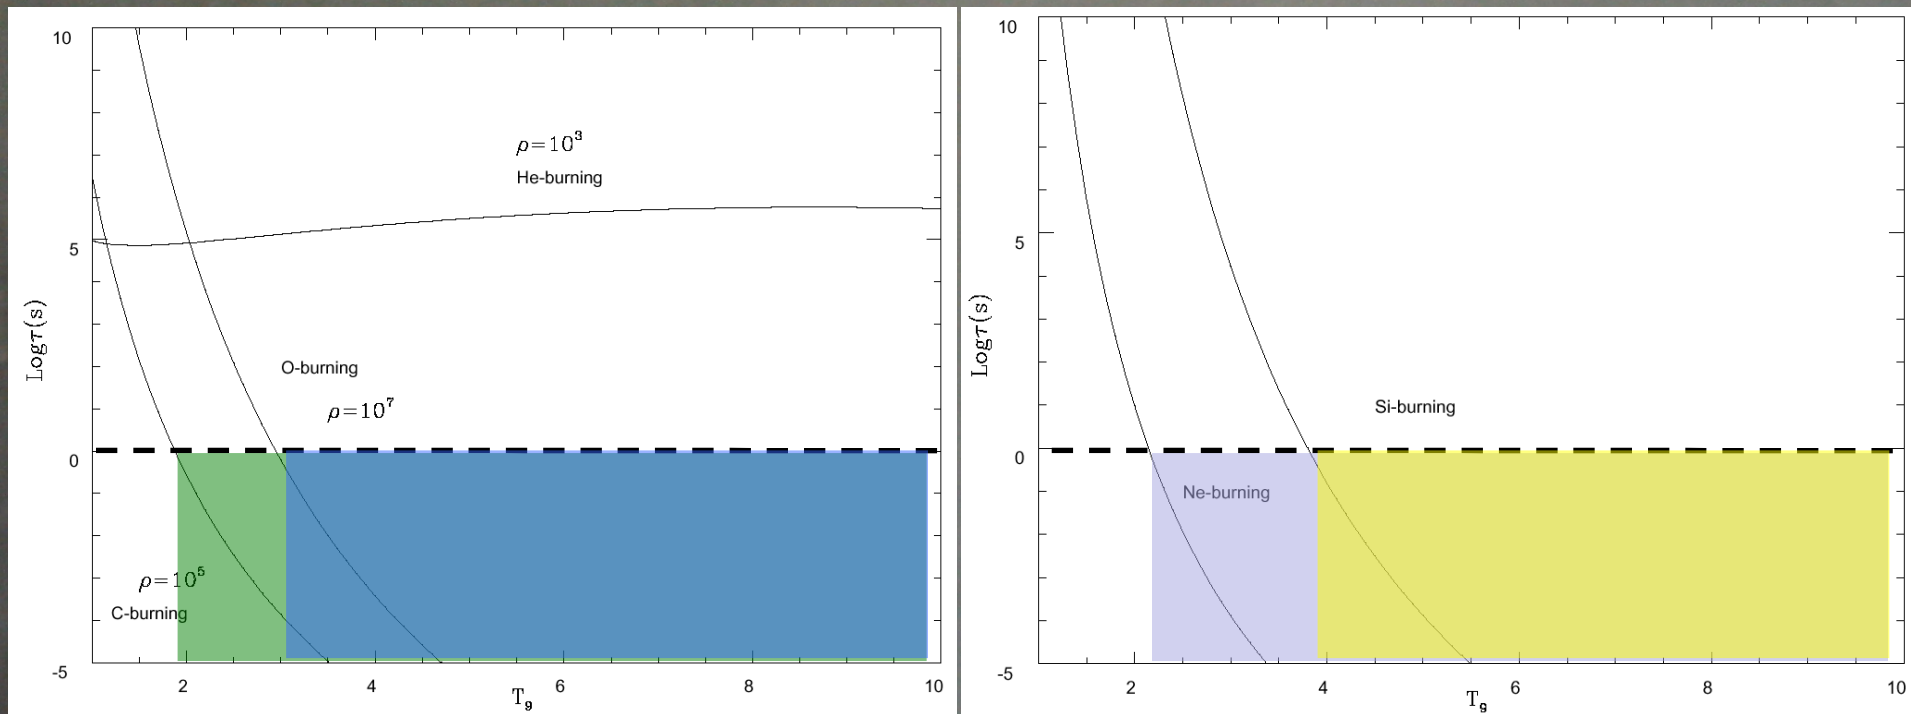 10
ρ=10³
He-burning
5
Logτ(s)
O-burning
ρ=10⁷
0
ρ=10⁵
C-burning
-5
2
4
6
8
10
T₉
10
5
Logτ(s)
Si-burning
0
Ne-burning
-5
2
4
6
8
10
T₉